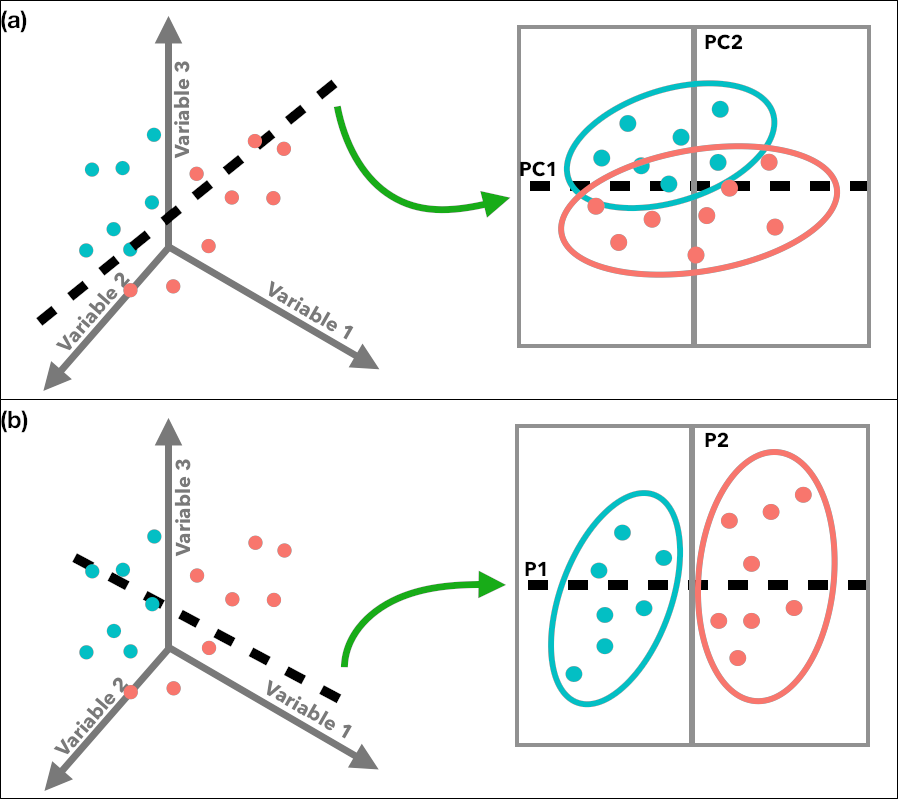 (a)
Variable 3
Variable 2
Variable 1
PC2
PC1
(b)
Variable 3
Variable 2
Variable 1
P2
P1